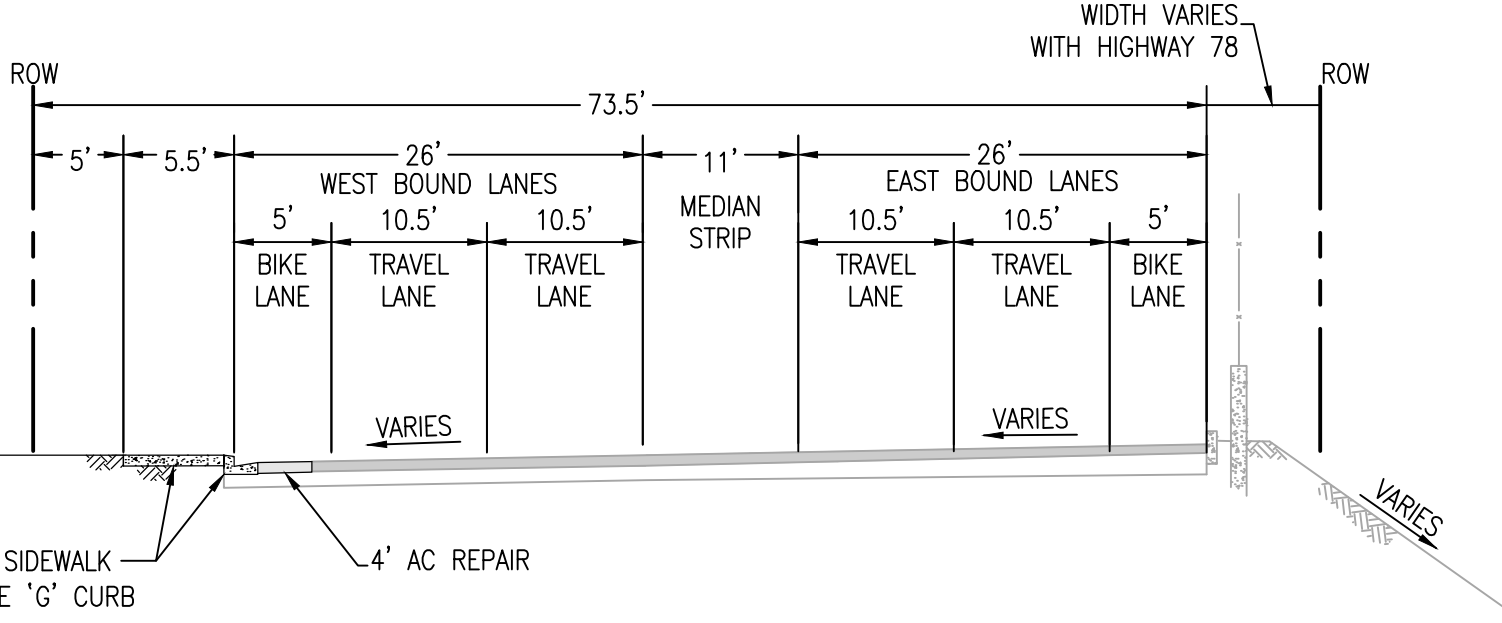 WIDTH VARIES
WITH HIGHWAY 78
ROW
ROW
73.5'
5'
5.5'
26'
11'
26'
WEST BOUND LANES
EAST BOUND LANES
MEDIAN
STRIP
5'
10.5'
10.5'
10.5'
10.5'
5'
BIKE
LANE
TRAVEL
LANE
TRAVEL
LANE
TRAVEL
LANE
TRAVEL
LANE
BIKE
LANE
VARIES
VARIES
VARIES
SIDEWALK
E 'G' CURB
4' AC REPAIR